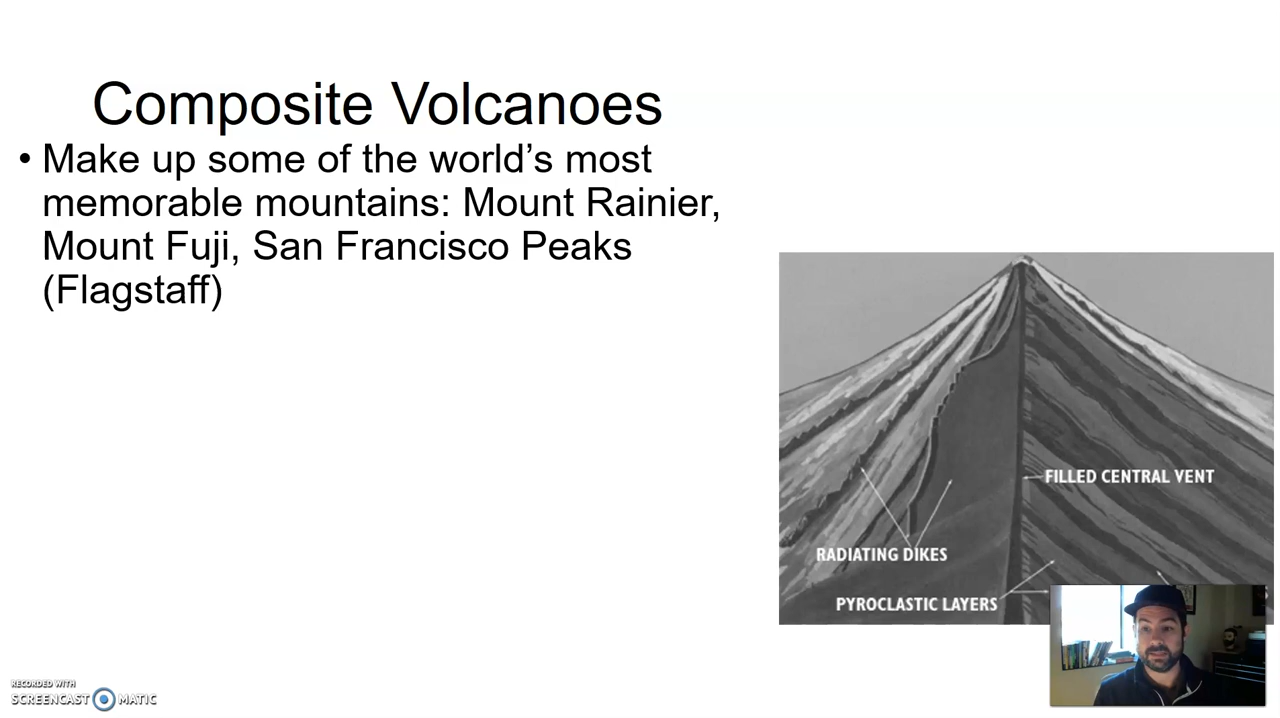 Composite Volcanoes
• Make up some of the world’s most
memorable mountains: Mount Rainier,
Mount Fuji, San Francisco Peaks
(Flagstaff)
FILLED CENTRAL VENT
RADIATING DIKES
PYROCLASTIC LAYERS
RECORDED WITH
SCREENCAST MATIC